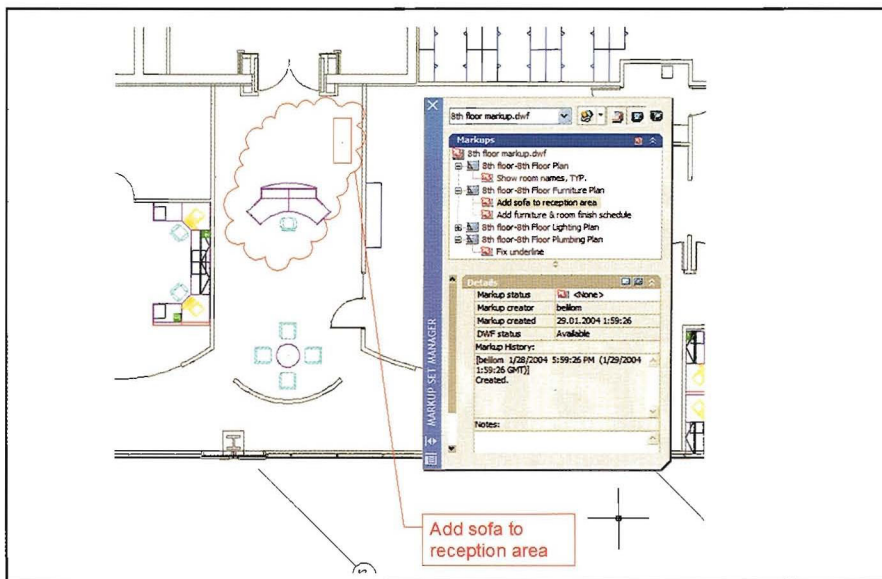 8th floor markup.dwf
Markups
8th floor markup.dwf
8th floor-8th Floor Plan
Show room names, TYP.
8th floor-8th Floor Furniture Plan
Add sofa to reception area
Add furniture & room finish schedule
8th floor-8th Floor Lighting Plan
8th floor-8th Floor Plumbing Plan
Fix underline
Details
Markup status <None>
Markup creator bellom
Markup created 29.01.2004 1:59:26
DWF status Available
Markup History:
[bellom 1/28/2004 5:59:26 PM (1/29/2004
1:59:26 GMT)]
Created.
Notes:
MARKUP SET MANAGER
Add sofa to
reception area